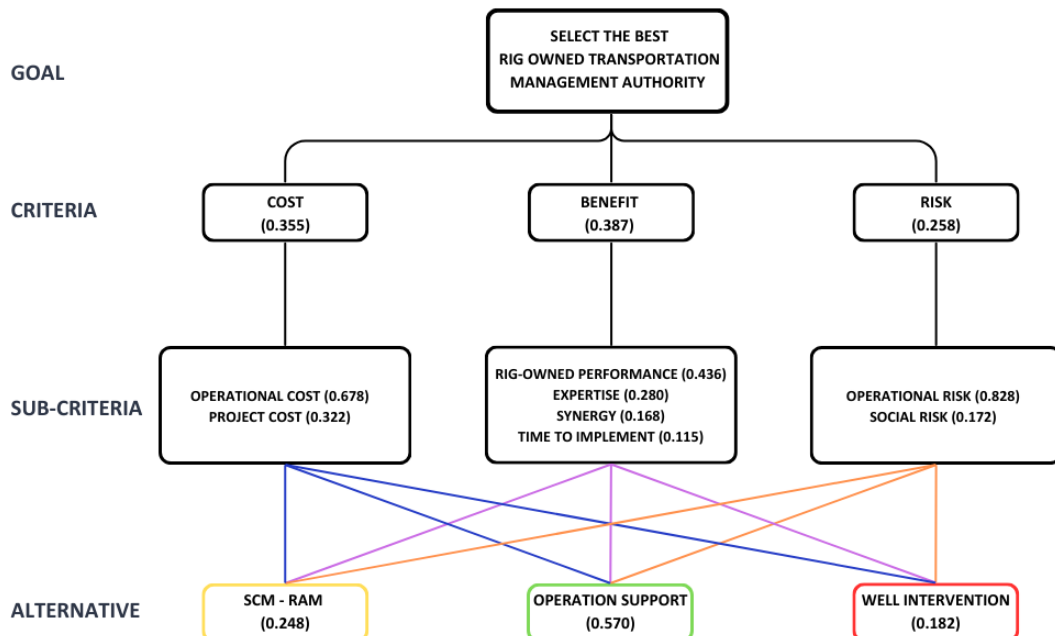 SELECT THE BEST
RIG OWNED TRANSPORTATION
MANAGEMENT AUTHORITY
GOAL
CRITERIA
COST
(0.355)
BENEFIT
(0.387)
RISK
(0.258)
SUB-CRITERIA
OPERATIONAL COST (0.678)
PROJECT COST (0.322)
RIG-OWNED PERFORMANCE (0.436)
EXPERTISE (0.280)
SYNERGY (0.168)
TIME TO IMPLEMENT (0.115)
OPERATIONAL RISK (0.828)
SOCIAL RISK (0.172)
ALTERNATIVE
SCM - RAM
(0.248)
OPERATION SUPPORT
(0.570)
WELL INTERVENTION
(0.182)